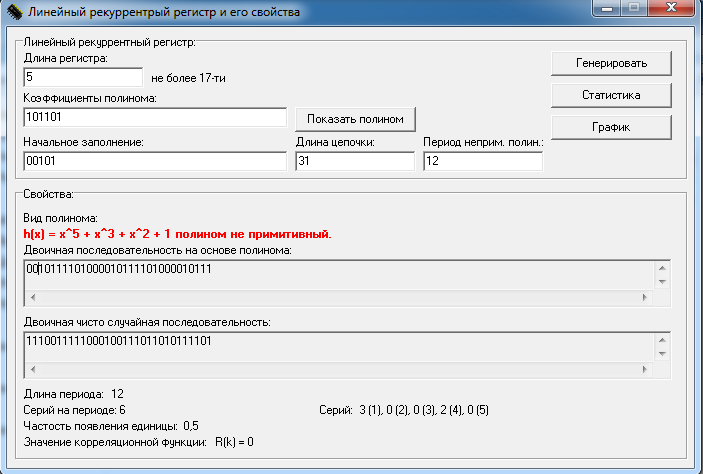 Линейный рекуррентрый регистр и его свойства
Линейный рекуррентный регистр:
Длина регистра:
5 не более 17-ти
Генерировать
Коэффициенты полинома:
Статистика
101101 Показать полином
График
Начальное заполнение: Длина цепочки: Период неприм. полин.:
00101 31 12
Свойства:
Вид полинома:
h(x) = x^5 + x^3 + x^2 + 1 полином не примитивный.
Двоичная последовательность на основе полинома:
0010111101000010111101000010111
Двоичная чисто случайная последовательность:
1110011111000100111011010111101
Длина периода: 12
Серий на периоде: 6 Серий: 3 (1), 0 (2), 0 (3), 2 (4), 0 (5)
Частость появления единицы: 0,5
Значение корреляционной функции: R(k) = 0